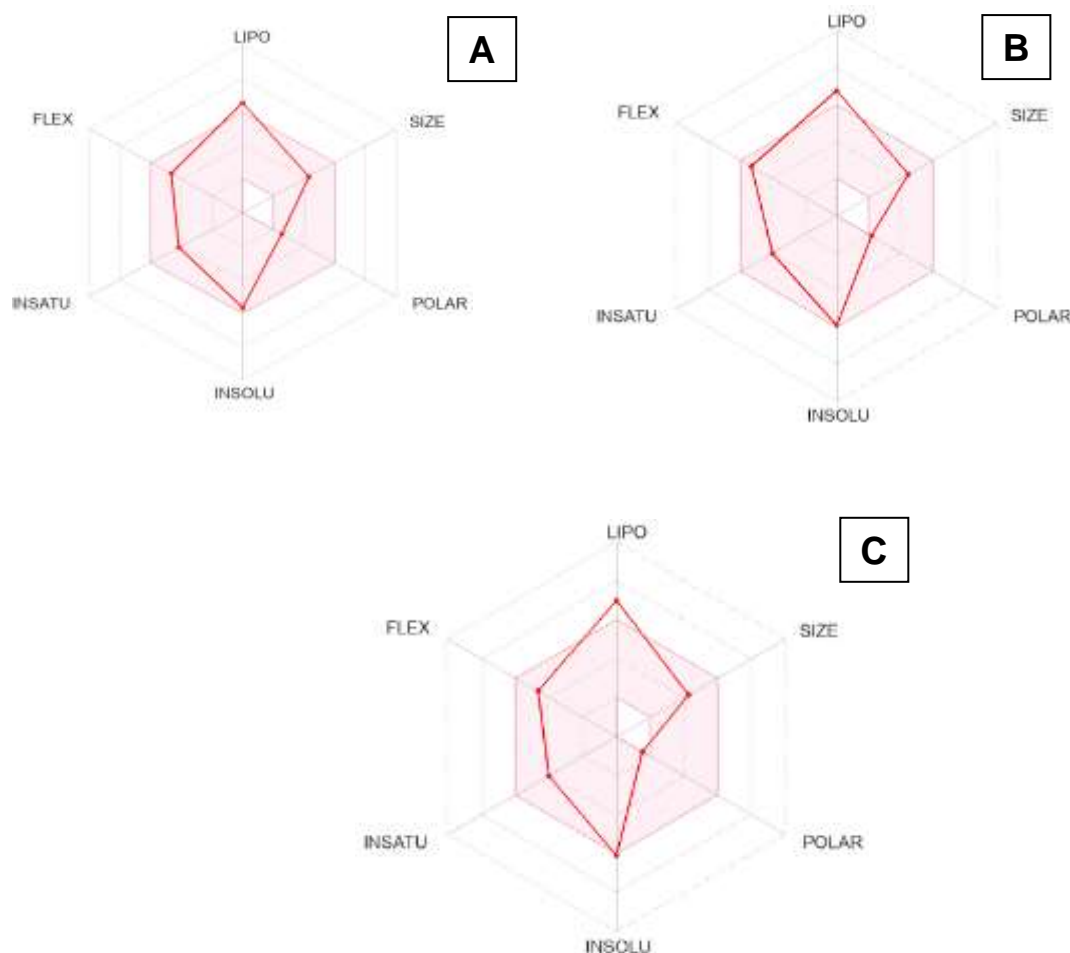 A
LIPO
FLEX
SIZE
INSATU
POLAR
INSOLU
B
LIPO
FLEX
SIZE
INSATU
POLAR
INSOLU
C
LIPO
FLEX
SIZE
INSATU
POLAR
INSOLU